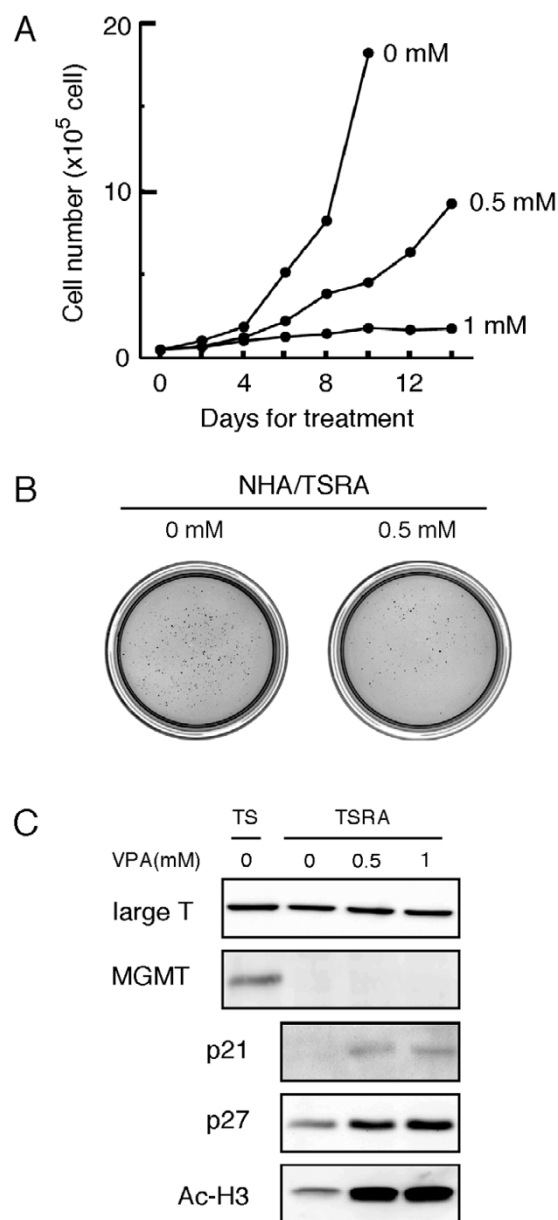 A
20
10
0
Cell number (x10⁵ cell)
0 mM
0.5 mM
1 mM
0 4 8 12
Days for treatment
B
NHA/TSRA
0 mM 0.5 mM
C
TS TSRA
VPA(mM) 0 0 0.5 1
large T
MGMT
p21
p27
Ac-H3